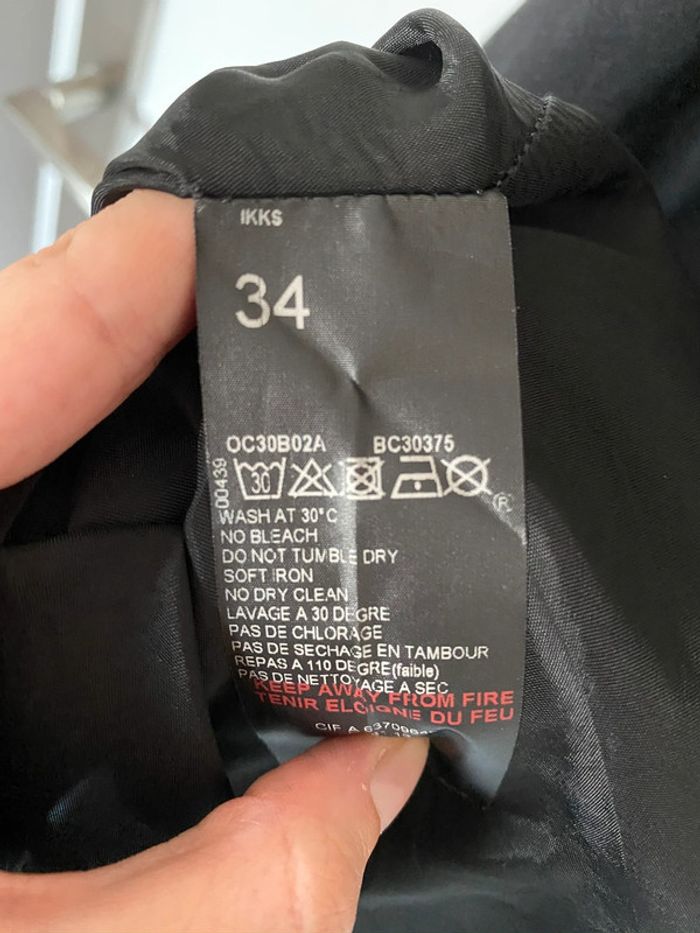 IKKS
34
OC30B02A BC30375
00439
30
WASH AT 30°C
NO BLEACH
DO NOT TUMBLE DRY
SOFT IRON
NO DRY CLEAN
LAVAGE A 30 DEGRE
PAS DE CHLORAGE
PAS DE SECHAGE EN TAMBOUR
REPAS A 110 DEGRE(faible)
PAS DE NETTOYAGE A SEC
KEEP AWAY FROM FIRE
TENIR ELOIGNE DU FEU
CIF A